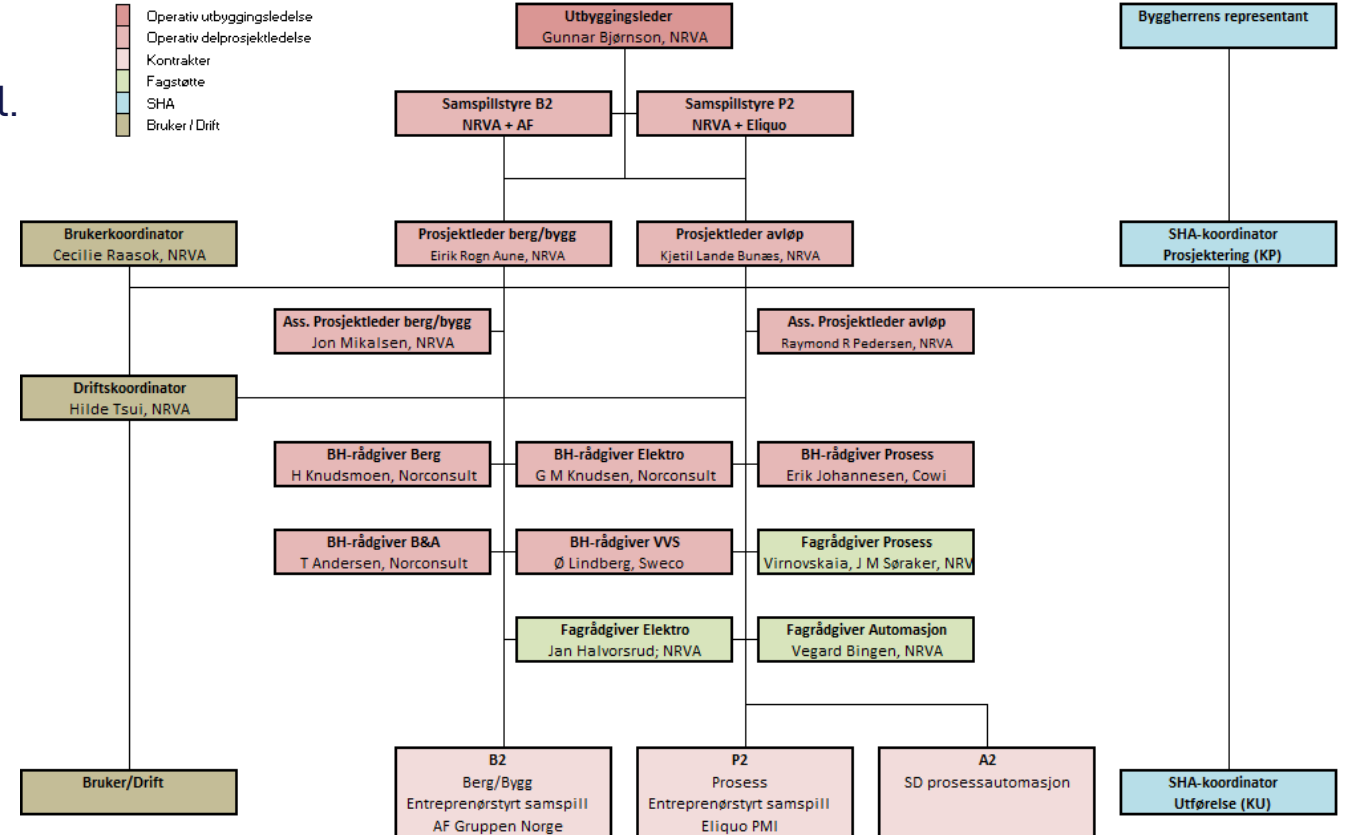 Operativ utbyggingsledelse
Operativ delprosjektledelse
Kontrakter
Fagstøtte
SHA
Bruker / Drift
Utbyggingsleder
Gunnar Bjørnson, NRVA
Byggherrens representant
Samspillstyre B2
NRVA + AF
Samspillstyre P2
NRVA + Eliquo
Brukerkoordinator
Cecilie Raasok, NRVA
Prosjektleder berg/bygg
Eirik Rogn Aune, NRVA
Prosjektleder avløp
Kjetil Lande Bunæs, NRVA
SHA-koordinator
Prosjektering (KP)
Ass. Prosjektleder berg/bygg
Jon Mikalsen, NRVA
Ass. Prosjektleder avløp
Raymond R Pedersen, NRVA
Driftskoordinator
Hilde Tsui, NRVA
BH-rådgiver Berg
H Knudsmoen, Norconsult
BH-rådgiver Elektro
G M Knudsen, Norconsult
BH-rådgiver Prosess
Erik Johannesen, Cowi
BH-rådgiver B&A
T Andersen, Norconsult
BH-rådgiver VVS
Ø Lindberg, Sweco
Fagrådgiver Prosess
Virnovskaia, J M Søraker, NRV
Fagrådgiver Elektro
Jan Halvorsrud; NRVA
Fagrådgiver Automasjon
Vegard Bingen, NRVA
Bruker/Drift
B2
Berg/Bygg
Entreprenørstyrt samspill
AF Gruppen Norge
P2
Prosess
Entreprenørstyrt samspill
Eliquo PMI
A2
SD prosessautomasjon
SHA-koordinator
Utførelse (KU)